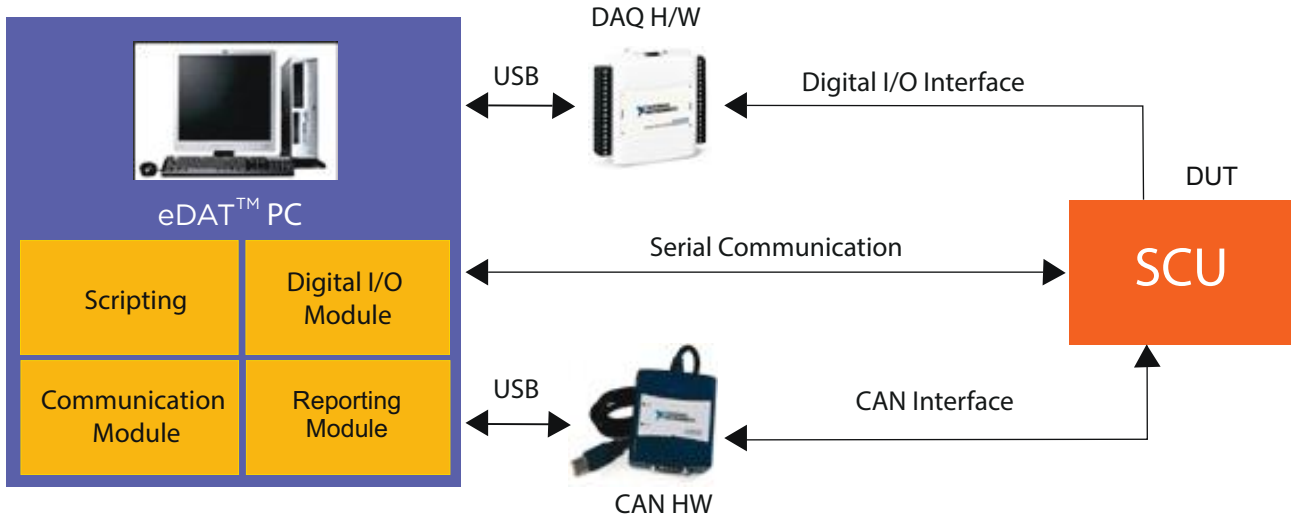 DAQ H/W
USB
Digital I/O Interface
DUT
eDAT™ PC
Serial Communication
SCU
Scripting
Digital I/O
Module
Communication
Module
Reporting
Module
USB
CAN Interface
CAN HW